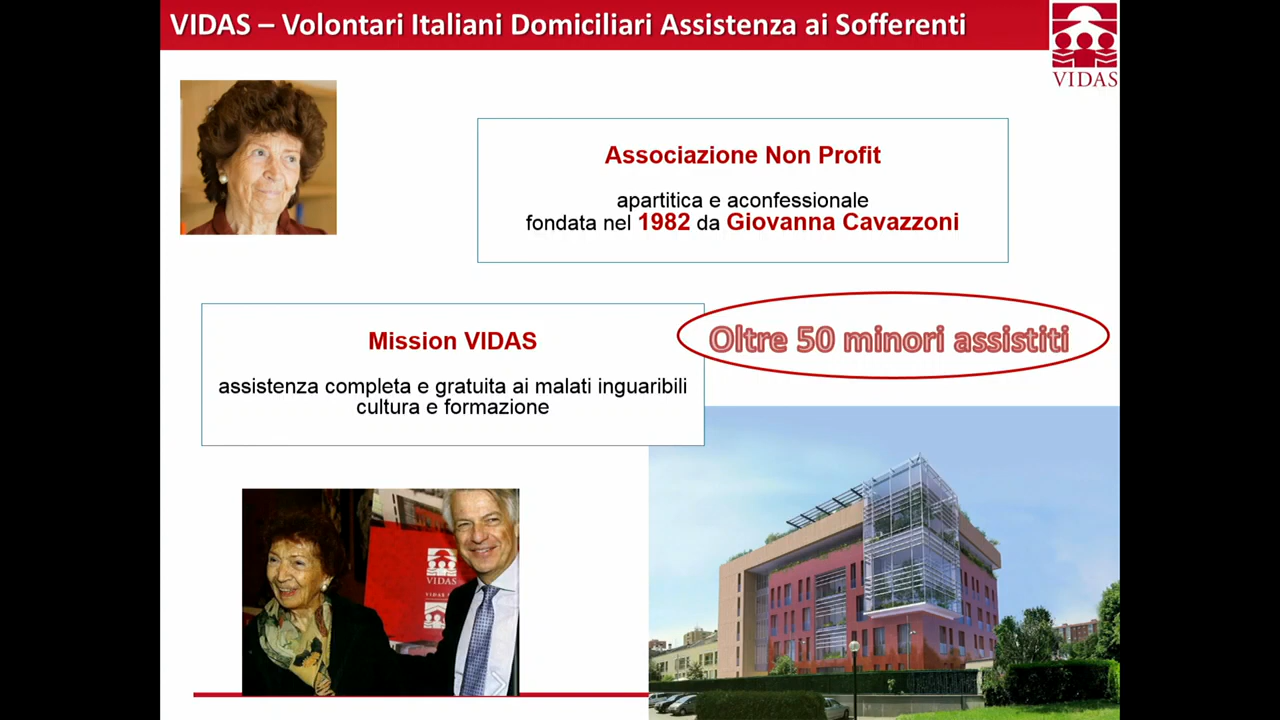 VIDAS – Volontari Italiani Domiciliari Assistenza ai Sofferenti
VIDAS
Associazione Non Profit
apartitica e aconfessionale
fondata nel 1982 da Giovanna Cavazzoni
Mission VIDAS
assistenza completa e gratuita ai malati inguaribili
cultura e formazione
Oltre 50 minori assistiti
VIDAS
VIDAS